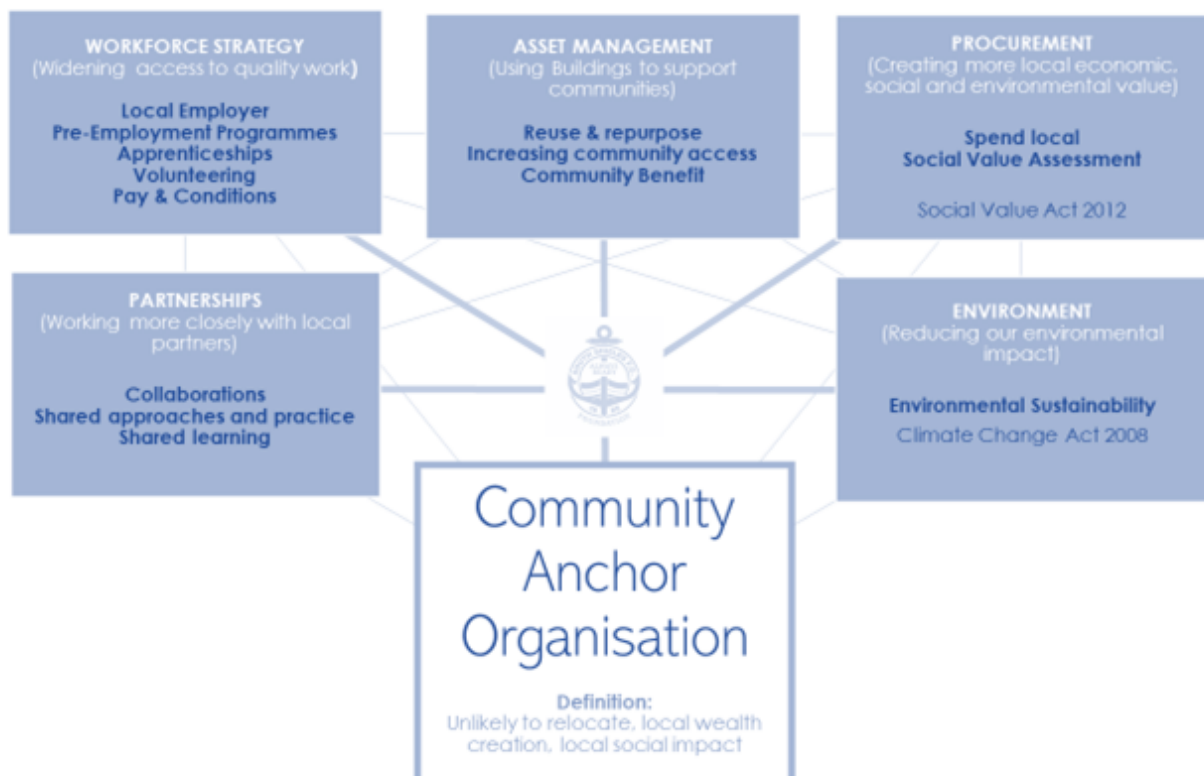 WORKFORCE STRATEGY
(Widening access to quality work)
Local Employer
Pre-Employment Programmes
Apprenticeships
Volunteering
Pay & Conditions
ASSET MANAGEMENT
(Using Buildings to support
communities)
Reuse & repurpose
Increasing community access
Community Benefit
PROCUREMENT
(Creating more local economic,
social and environmental value)
Spend local
Social Value Assessment
Social Value Act 2012
PARTNERSHIPS
(Working more closely with local
partners)
Collaborations
Shared approaches and practice
Shared learning
ENVIRONMENT
(Reducing our environmental
impact)
Environmental Sustainability
Climate Change Act 2008
SOUTH SHIELDS F.C.
FOUNDATION
Community
Anchor
Organisation
Definition:
Unlikely to relocate, local wealth
creation, local social impact